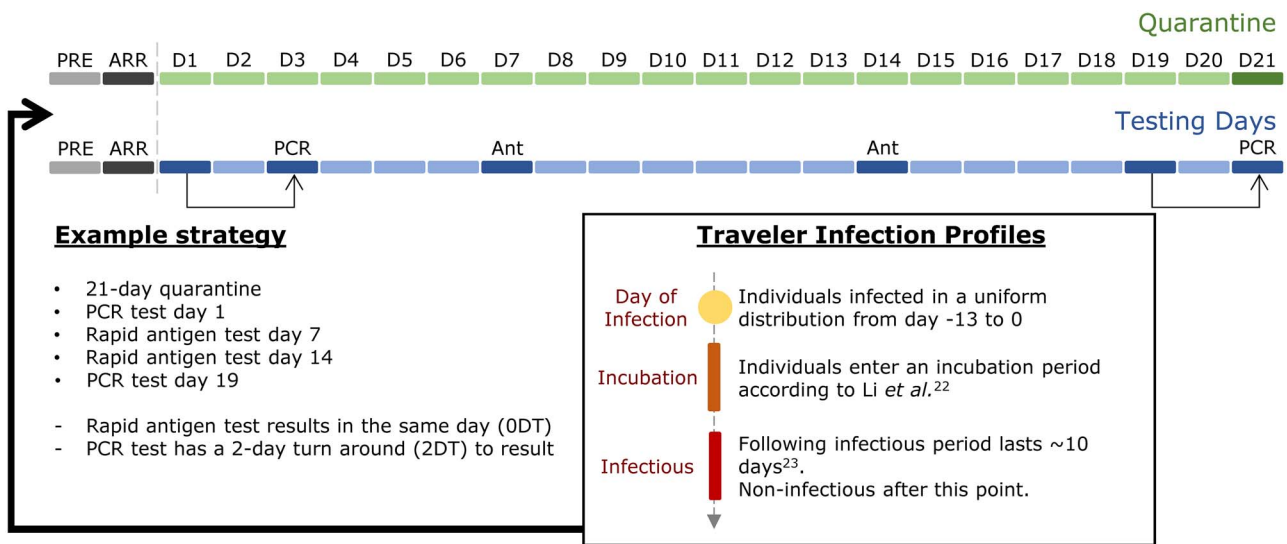 Quarantine
PRE ARR D1 D2 D3 D4 D5 D6 D7 D8 D9 D10 D11 D12 D13 D14 D15 D16 D17 D18 D19 D20 D21
Testing Days
PRE ARR PCR Ant Ant PCR
Example strategy
• 21-day quarantine
• PCR test day 1
• Rapid antigen test day 7
• Rapid antigen test day 14
• PCR test day 19
- Rapid antigen test results in the same day (0DT)
- PCR test has a 2-day turn around (2DT) to result
Traveler Infection Profiles
Day of
Infection
Individuals infected in a uniform
distribution from day -13 to 0
Incubation
Individuals enter an incubation period
according to Li et al.²²
Infectious
Following infectious period lasts ~10
days²³.
Non-infectious after this point.